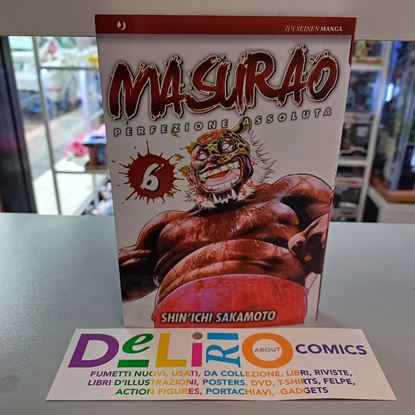 SEINEN MANGA
MASURAO
PERFEZIONE ASSOLUTA
6
SHIN'ICHI SAKAMOTO
DeLiRiO ABOUT COMICS
FUMETTI NUOVI, USATI, DA COLLEZIONE, LIBRI, RIVISTE,
LIBRI D'ILLUSTRAZIONI, POSTERS, DVD, T-SHIRTS, FELPE,
ACTION FIGURES, PORTACHIAVI, GADGETS